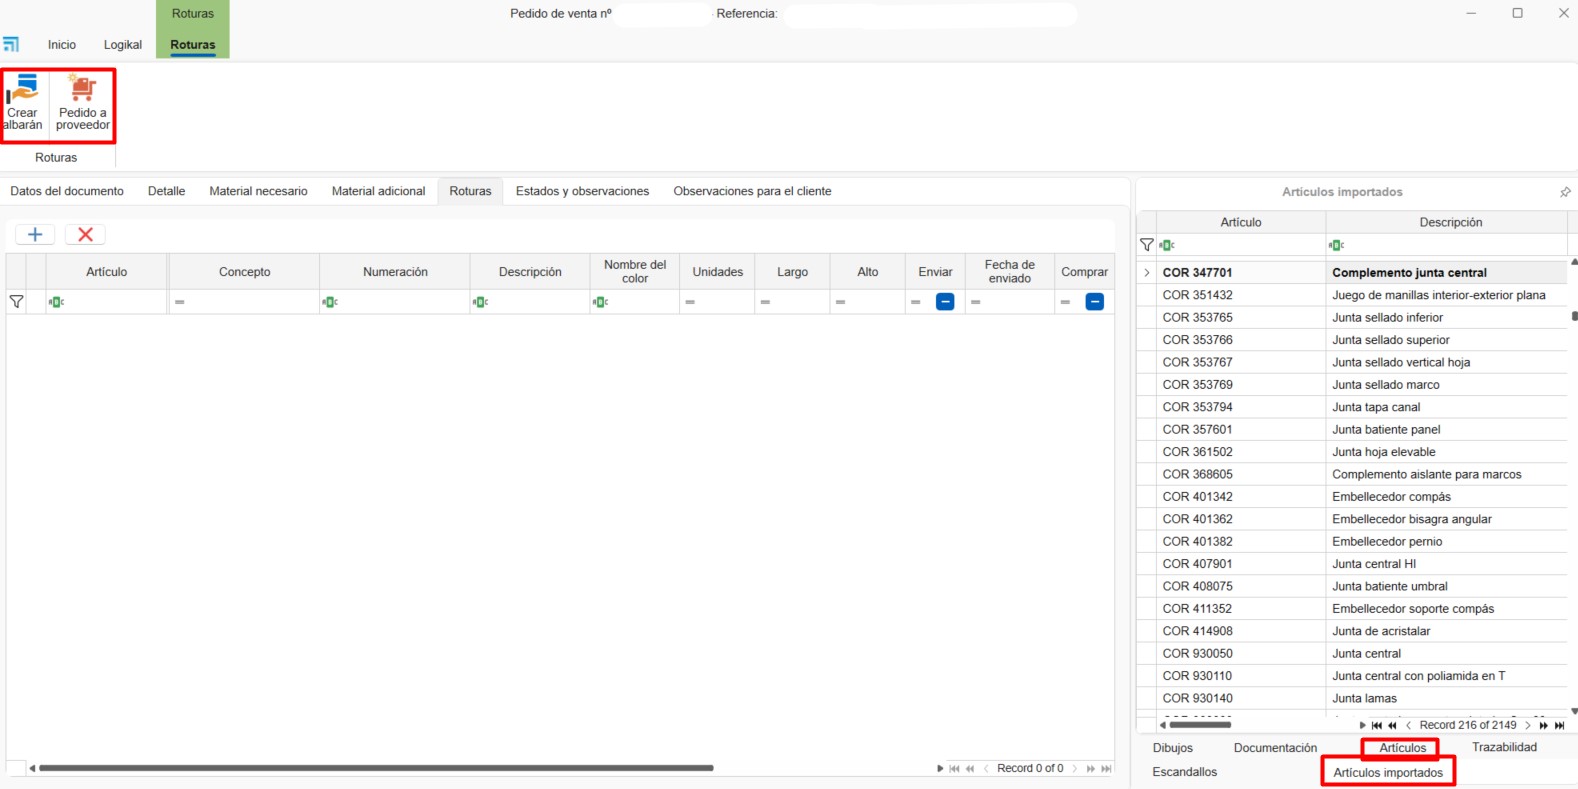 Roturas
Pedido de venta nº
Referencia:
Inicio
Logikal
Roturas
Crear
albarán
Pedido a
proveedor
Roturas
Datos del documento
Detalle
Material necesario
Material adicional
Roturas
Estados y observaciones
Observaciones para el cliente
Artículo
Concepto
Numeración
Descripción
Nombre del
color
Unidades
Largo
Alto
Enviar
Fecha de
enviado
Comprar
Record 0 of 0
Artículos importados
Artículo
Descripción
COR 347701 Complemento junta central
COR 351432 Juego de manillas interior-exterior plana
COR 353765 Junta sellado inferior
COR 353766 Junta sellado superior
COR 353767 Junta sellado vertical hoja
COR 353769 Junta sellado marco
COR 353794 Junta tapa canal
COR 357601 Junta batiente panel
COR 361502 Junta hoja elevable
COR 368605 Complemento aislante para marcos
COR 401342 Embellecedor compás
COR 401362 Embellecedor bisagra angular
COR 401382 Embellecedor pernio
COR 407901 Junta central HI
COR 408075 Junta batiente umbral
COR 411352 Embellecedor soporte compás
COR 414908 Junta de acristalar
COR 930050 Junta central
COR 930110 Junta central con poliamida en T
COR 930140 Junta lamas
Record 216 of 2149
Dibujos
Documentación
Artículos
Trazabilidad
Escandallos
Artículos importados